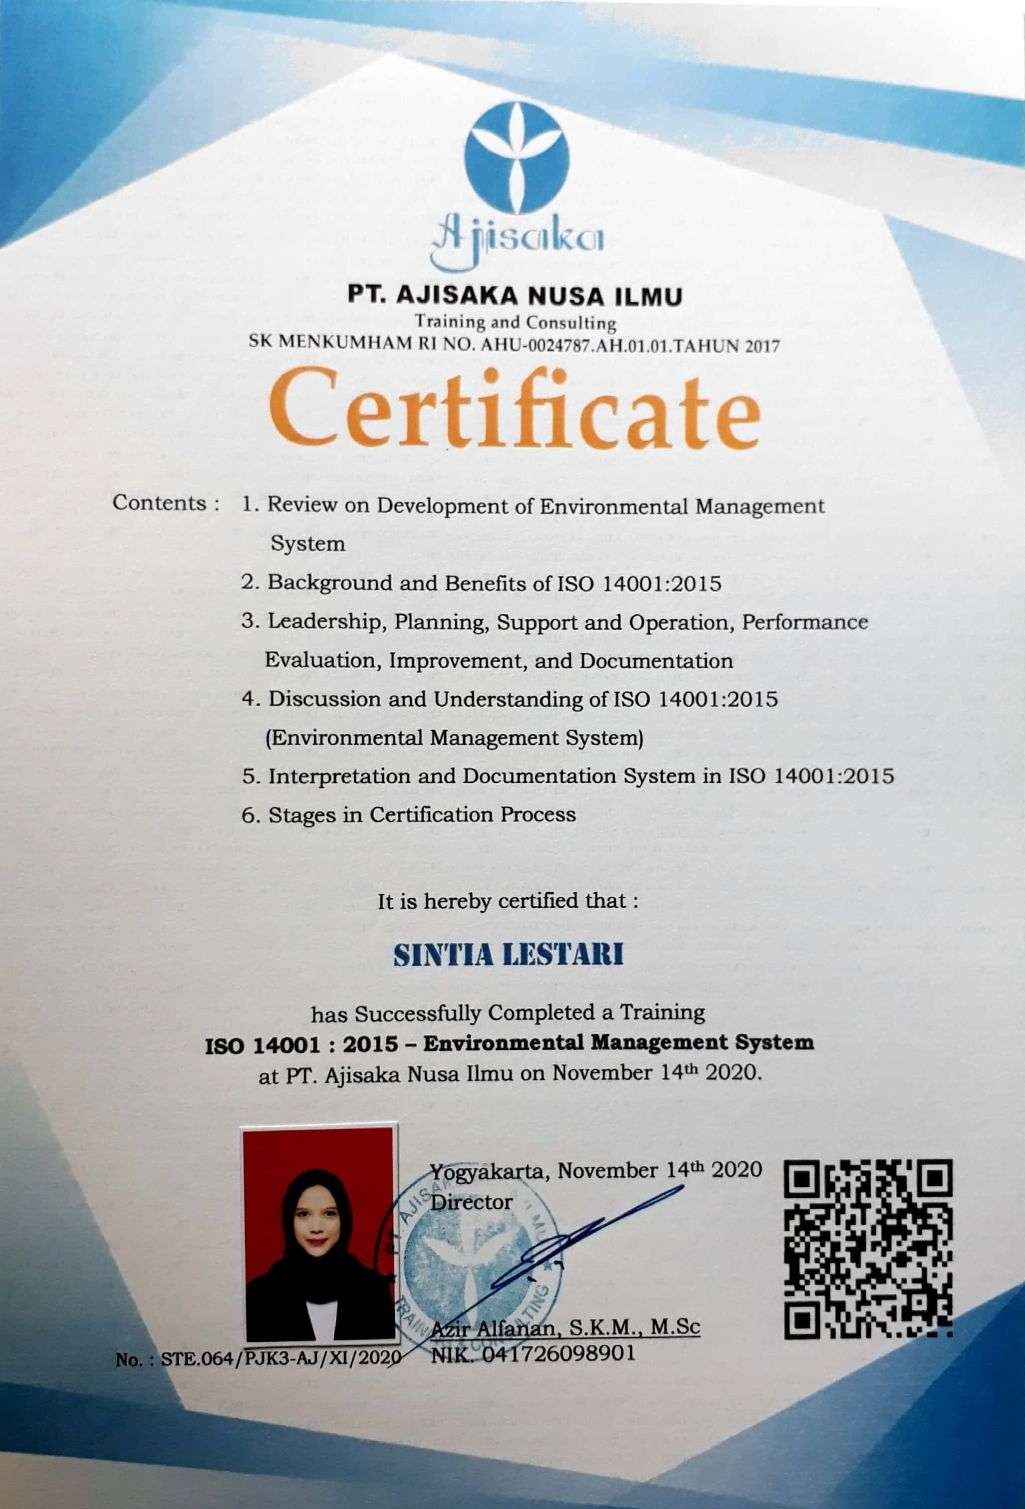 Ajisaka
PT. AJISAKA NUSA ILMU
Training and Consulting
SK MENKUMHAM RI NO. AHU-0024787.AH.01.01.TAHUN 2017
Certificate
Contents : 1. Review on Development of Environmental Management
System
2. Background and Benefits of ISO 14001:2015
3. Leadership, Planning, Support and Operation, Performance
Evaluation, Improvement, and Documentation
4. Discussion and Understanding of ISO 14001:2015
(Environmental Management System)
5. Interpretation and Documentation System in ISO 14001:2015
6. Stages in Certification Process
It is hereby certified that :
SINTIA LESTARI
has Successfully Completed a Training
ISO 14001 : 2015 – Environmental Management System
at PT. Ajisaka Nusa Ilmu on November 14th 2020.
Yogyakarta, November 14th 2020
Director
Azir Alfanan, S.K.M., M.Sc
NIK. 041726098901
No. : STE.064/PJK3-AJ/XI/2020